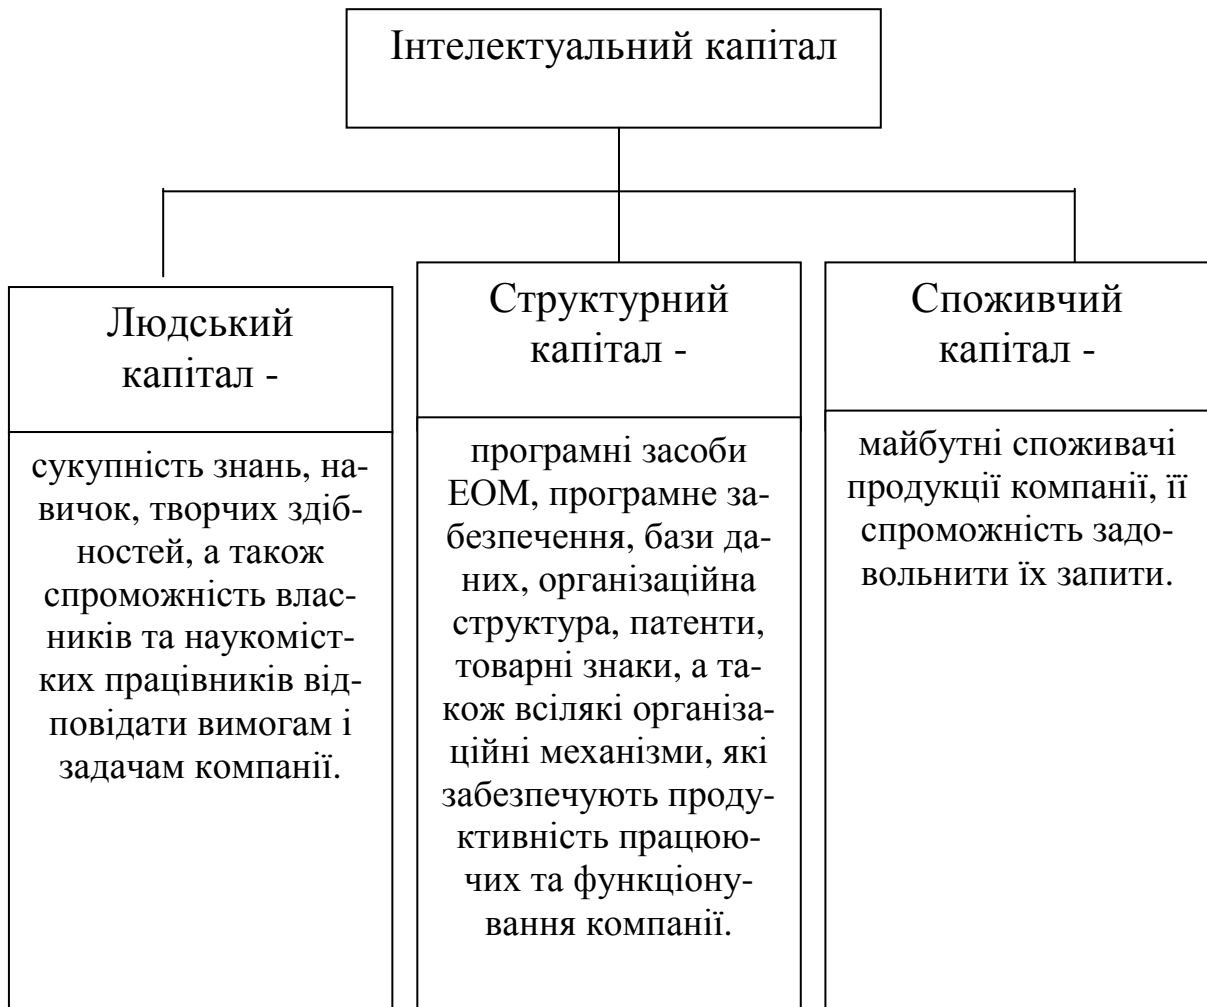 Інтелектуальний капітал
Людський
капітал -
сукупність знань, на-
вичок, творчих здіб-
ностей, а також
спроможність влас-
ників та наукоміст-
ких працівників від-
повідати вимогам і
задачам компанії.
Структурний
капітал -
програмні засоби
ЕОМ, програмне за-
безпечення, бази да-
них, організаційна
структура, патенти,
товарні знаки, а та-
кож всілякі організа-
ційні механізми, які
забезпечують проду-
ктивність працюю-
чих та функціону-
вання компанії.
Споживчий
капітал -
майбутні споживачі
продукції компанії, її
спроможність задо-
вольнити їх запити.